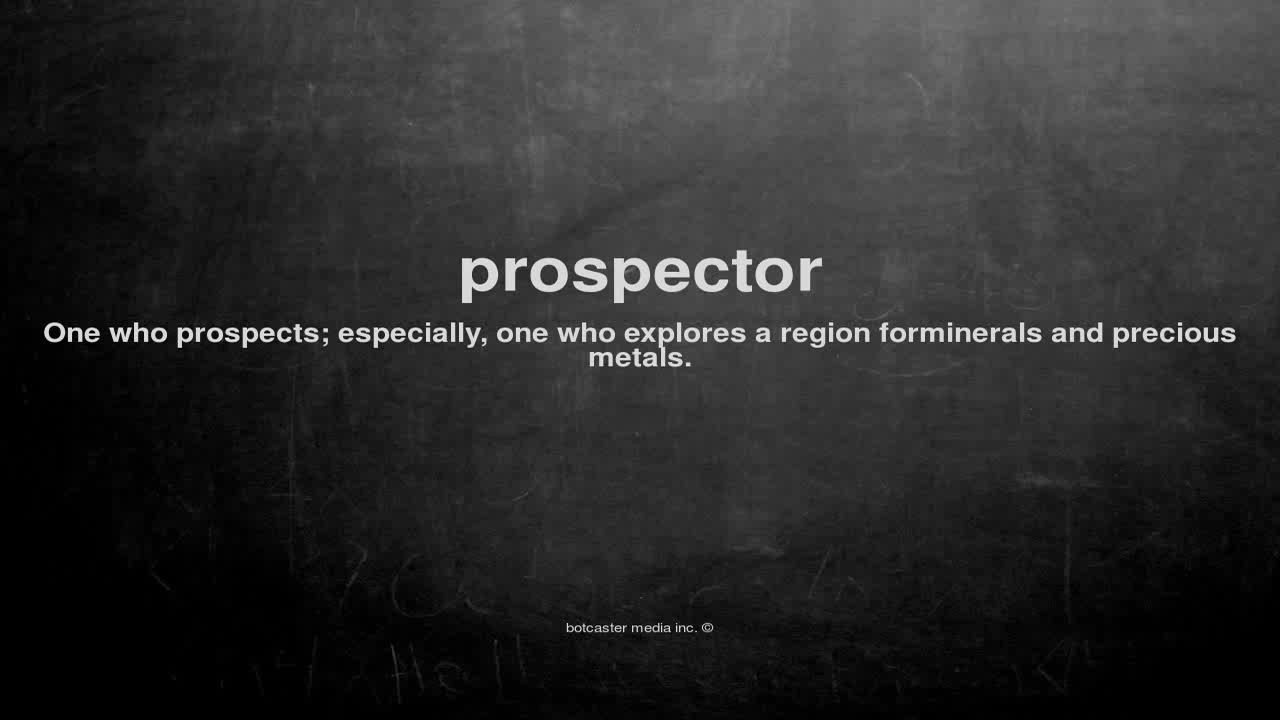 prospector
One who prospects; especially, one who explores a region forminerals and precious
metals.
botcaster media inc. ©